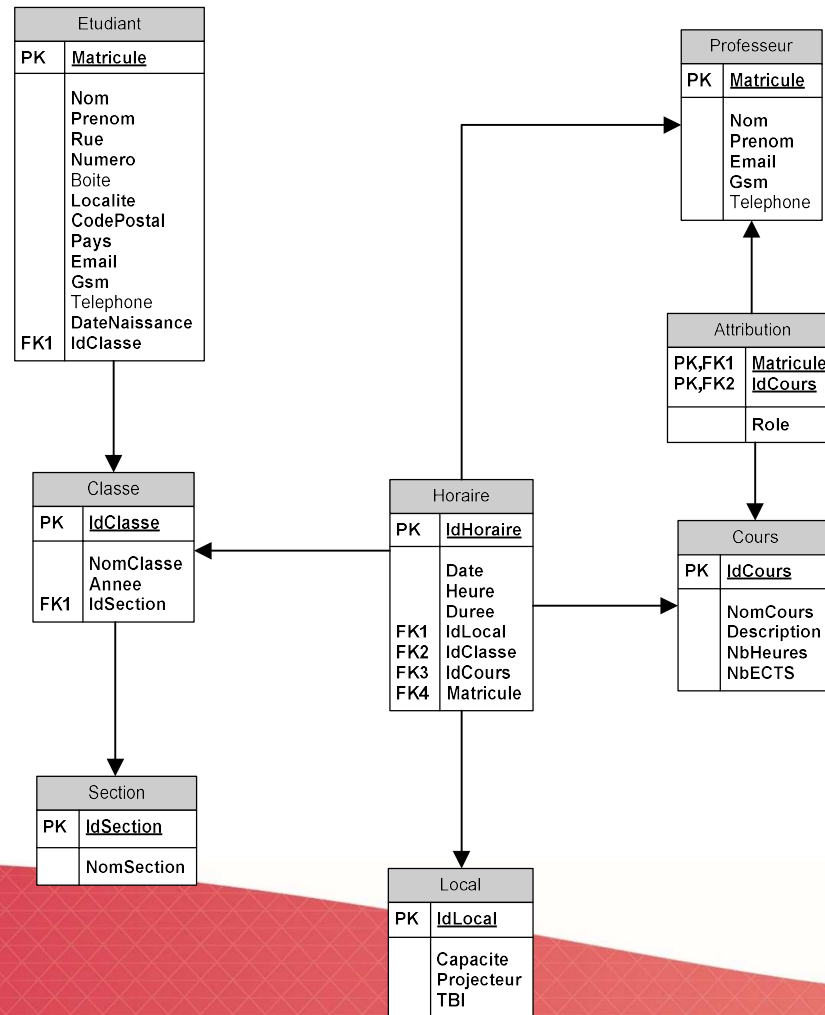 Etudiant
PK Matricule
Nom
Prenom
Rue
Numero
Boite
Localite
CodePostal
Pays
Email
Gsm
Telephone
DateNaissance
FK1 IdClasse
Professeur
PK Matricule
Nom
Prenom
Email
Gsm
Telephone
Attribution
PK,FK1 Matricule
PK,FK2 IdCours
Role
Classe
PK IdClasse
NomClasse
Annee
FK1 IdSection
Horaire
PK IdHoraire
Date
Heure
Duree
FK1 IdLocal
FK2 IdClasse
FK3 IdCours
FK4 Matricule
Cours
PK IdCours
NomCours
Description
NbHeures
NbECTS
Section
PK IdSection
NomSection
Local
PK IdLocal
Capacite
Projecteur
TBI